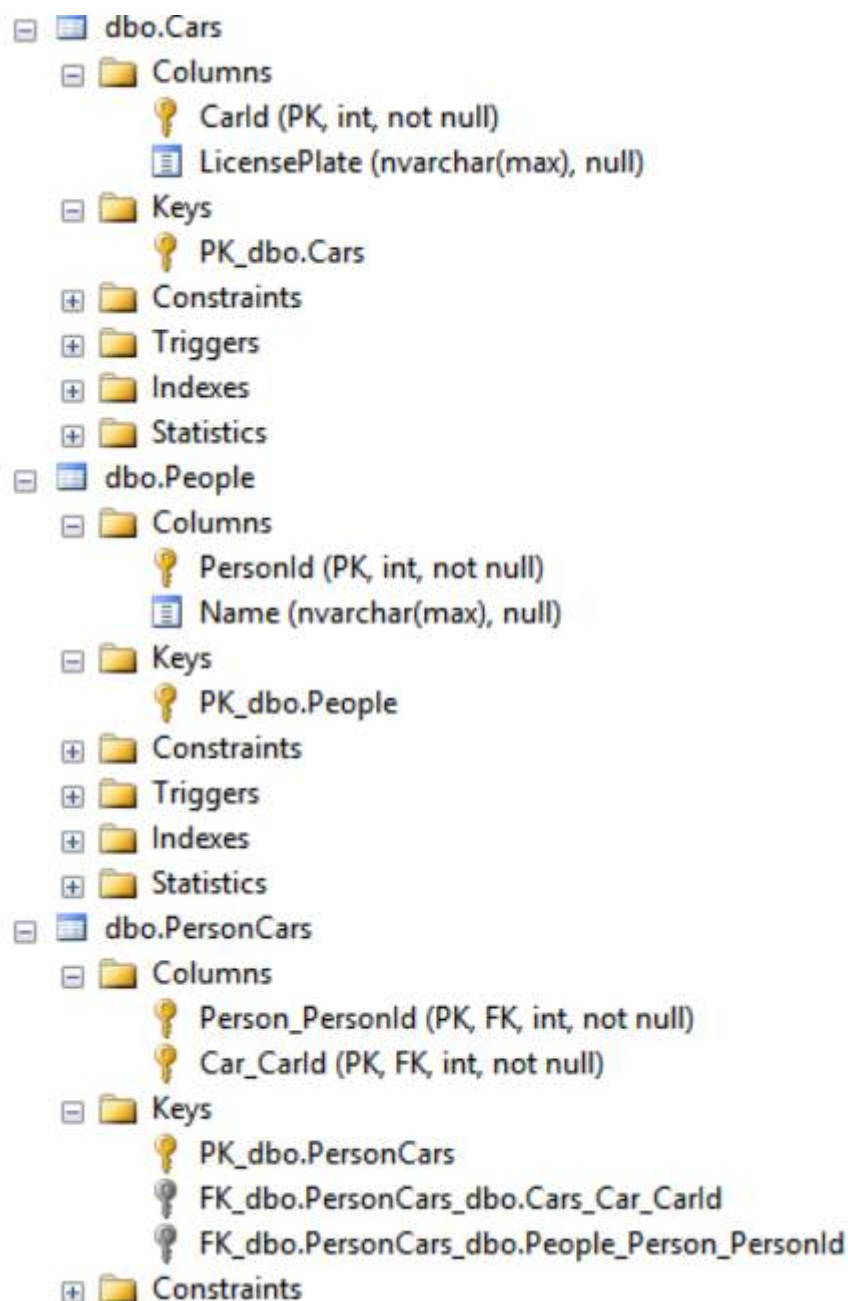 dbo.Cars
Columns
CarId (PK, int, not null)
LicensePlate (nvarchar(max), null)
Keys
PK_dbo.Cars
Constraints
Triggers
Indexes
Statistics
dbo.People
Columns
PersonId (PK, int, not null)
Name (nvarchar(max), null)
Keys
PK_dbo.People
Constraints
Triggers
Indexes
Statistics
dbo.PersonCars
Columns
Person_PersonId (PK, FK, int, not null)
Car_CarId (PK, FK, int, not null)
Keys
PK_dbo.PersonCars
FK_dbo.PersonCars_dbo.Cars_Car_CarId
FK_dbo.PersonCars_dbo.People_Person_PersonId
Constraints